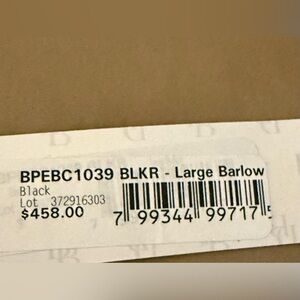 BPEBC1039 BLKR - Large Barlow
Black
Lot 372916303
$458.00
7 99344 99717 5